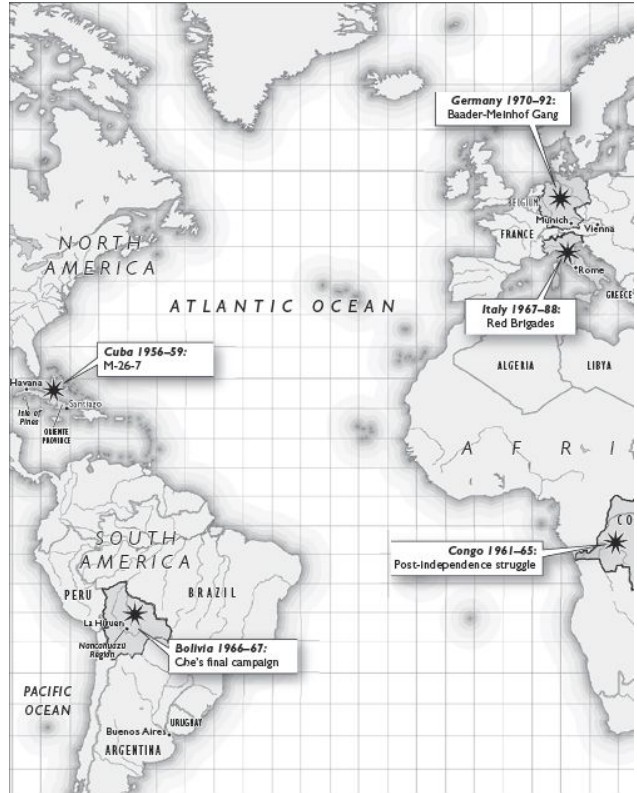 Germany 1970–92:
Baader-Meinhof Gang
BELGIUM
Munich
Vienna
FRANCE
Rome
GREECE
NORTH
AMERICA
ATLANTIC OCEAN
Italy 1967–88:
Red Brigades
Cuba 1956–59:
M-26-7
Havana
Isle of
Pines
Santiago
ORIENTE
PROVINCE
ALGERIA
LIBYA
A F R I
CO
SOUTH
AMERICA
Congo 1961–65:
Post-independence struggle
PERU
BRAZIL
La Higuera
Nancahuazú
Region
Bolivia 1966–67:
Che's final campaign
PACIFIC
OCEAN
URUGUAY
Buenos Aires
ARGENTINA